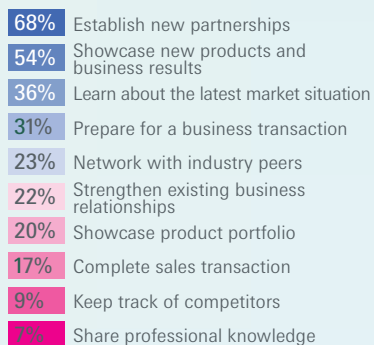 68% Establish new partnerships
54% Showcase new products and
business results
36% Learn about the latest market situation
31% Prepare for a business transaction
23% Network with industry peers
22% Strengthen existing business
relationships
20% Showcase product portfolio
17% Complete sales transaction
9% Keep track of competitors
7% Share professional knowledge